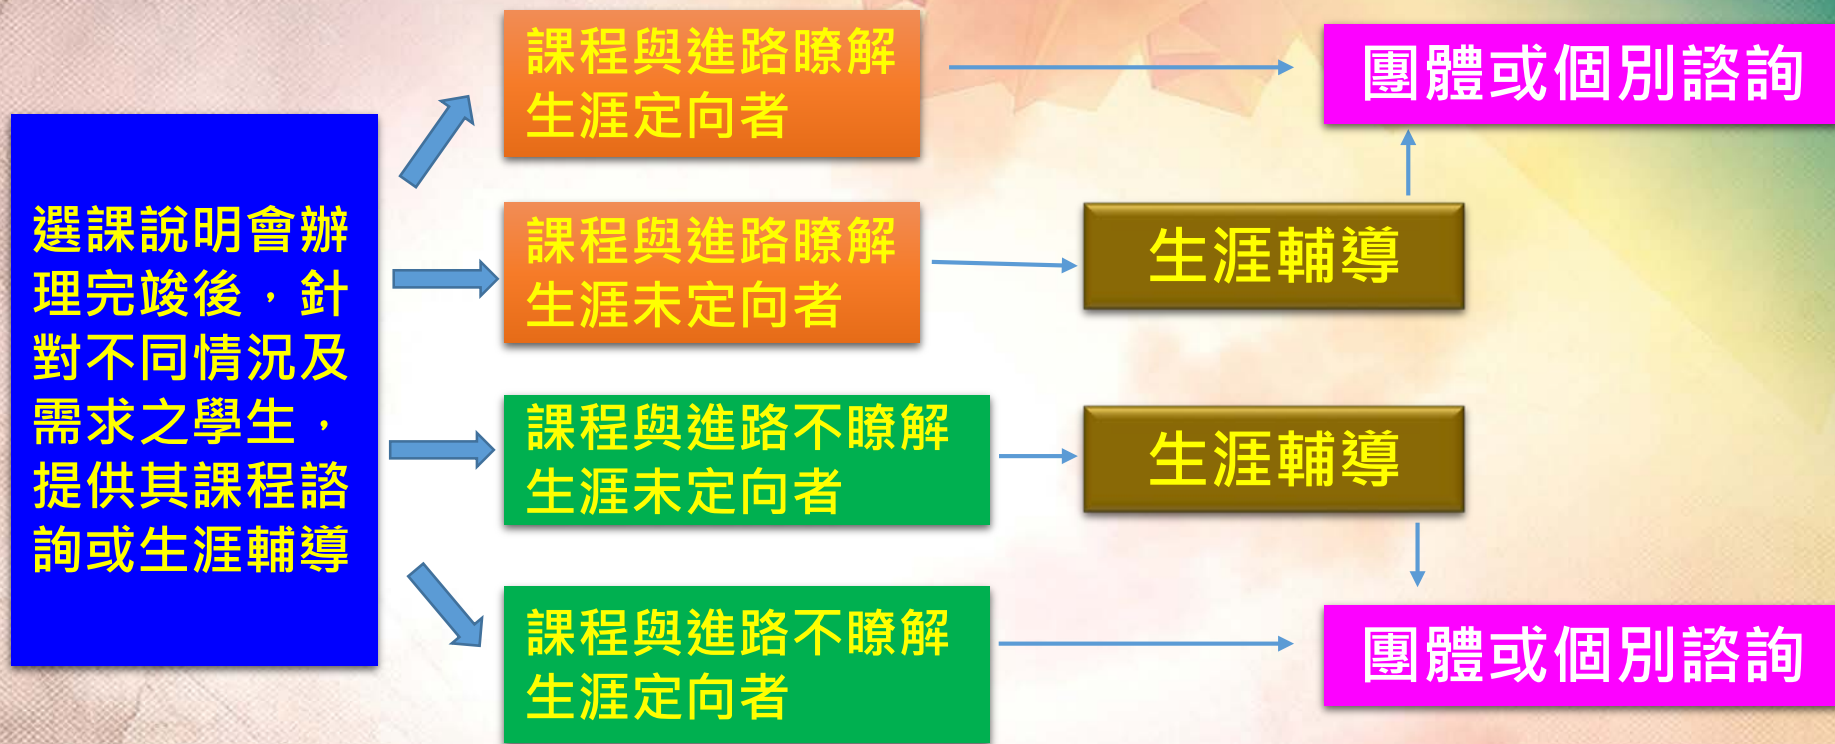 選課說明會辦
理完竣後，針
對不同情況及
需求之學生，
提供其課程諮
詢或生涯輔導
課程與進路瞭解
生涯定向者
團體或個別諮詢
課程與進路瞭解
生涯未定向者
生涯輔導
課程與進路不瞭解
生涯未定向者
生涯輔導
課程與進路不瞭解
生涯定向者
團體或個別諮詢